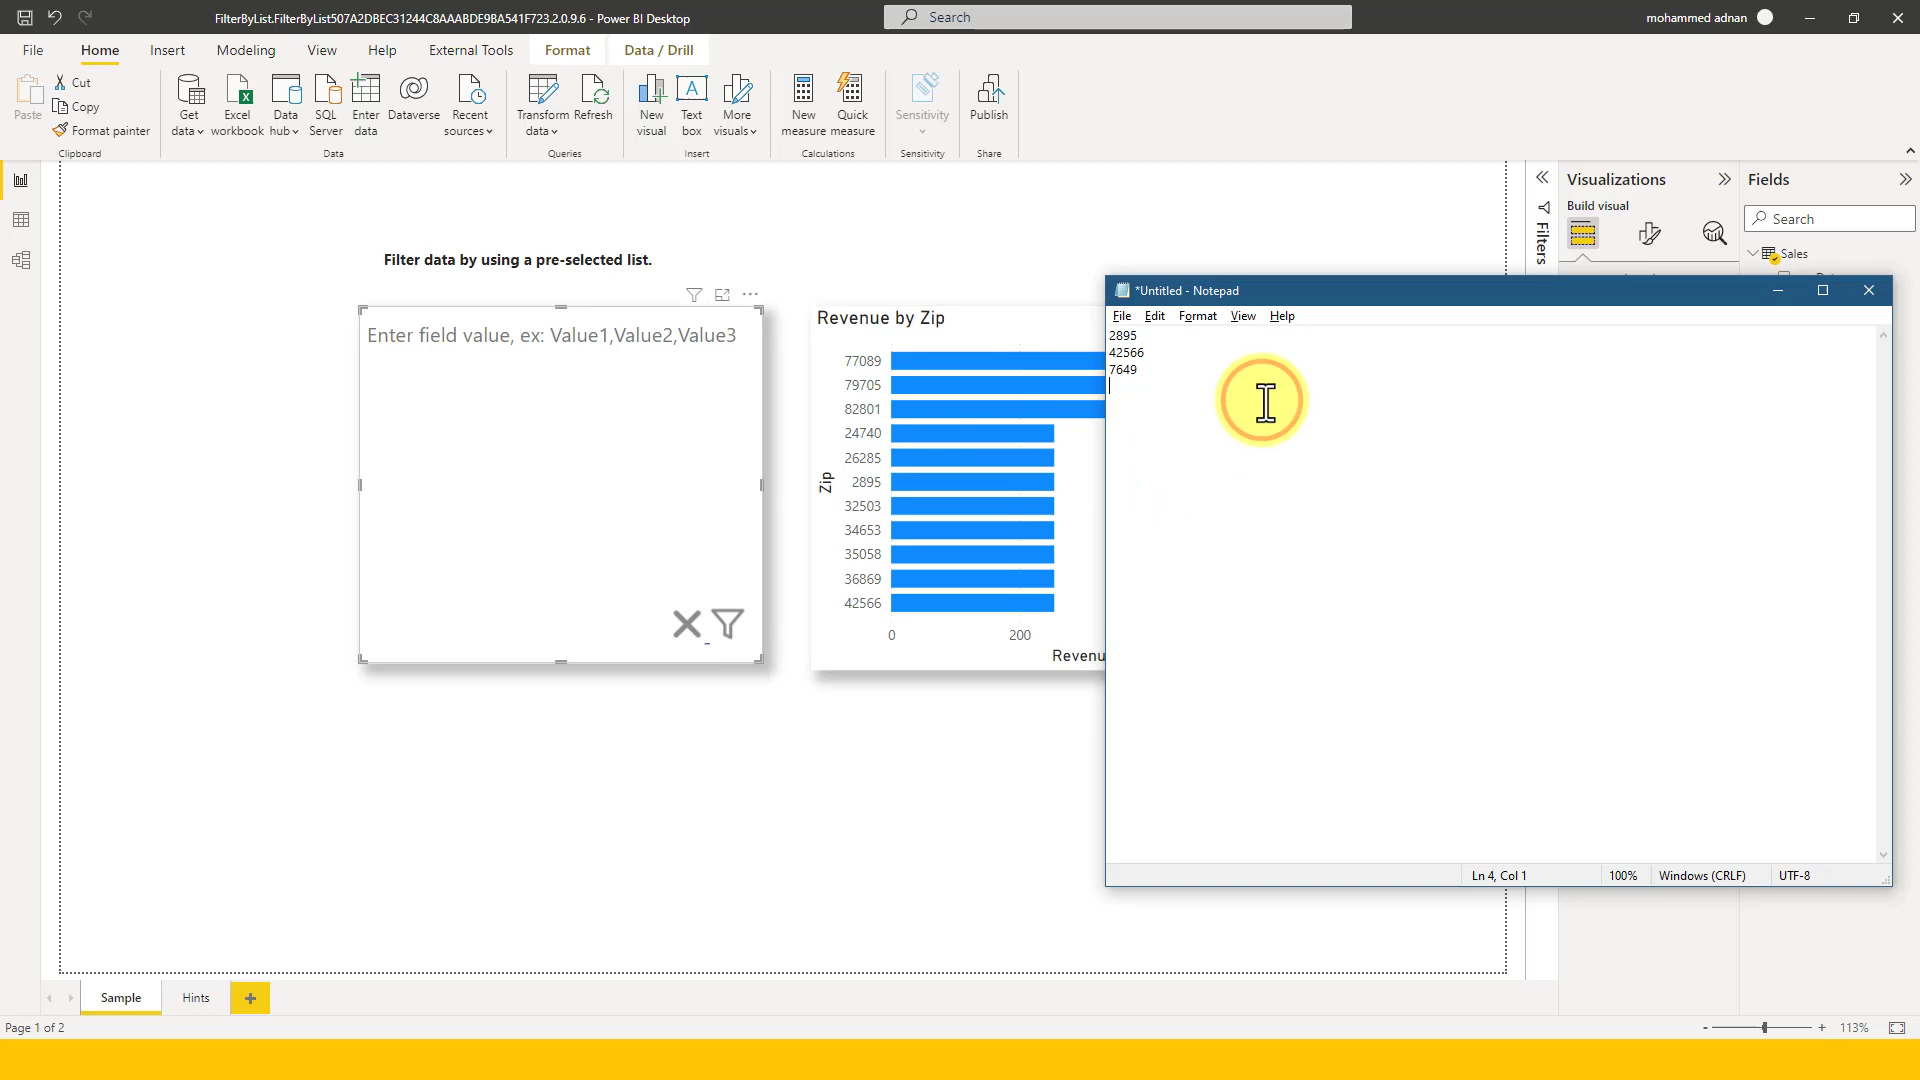 FilterByList.FilterByList507A2DBEC31244C8AAABDE9BA541F723.2.0.9.6 - Power BI Desktop
Search
mohammed adnan
File
Home
Insert
Modeling
View
Help
External Tools
Format
Data / Drill
Paste
Cut
Copy
Format painter
Clipboard
Get data
Excel workbook
Data hub
SQL Server
Enter data
Dataverse
Recent sources
Data
Transform data
Refresh
Queries
New visual
Text box
More visuals
Insert
New measure
Quick measure
Calculations
Sensitivity
Sensitivity
Publish
Share
Filter data by using a pre-selected list.
Enter field value, ex: Value1,Value2,Value3
Revenue by Zip
77089
79705
82801
24740
26285
2895
32503
34653
35058
36869
42566
Zip
0
200
Revenu
*Untitled - Notepad
File
Edit
Format
View
Help
2895
42566
7649
Ln 4, Col 1
100%
Windows (CRLF)
UTF-8
Filters
Visualizations
Build visual
Fields
Search
Sales
Sample
Hints
Page 1 of 2
- + 113%